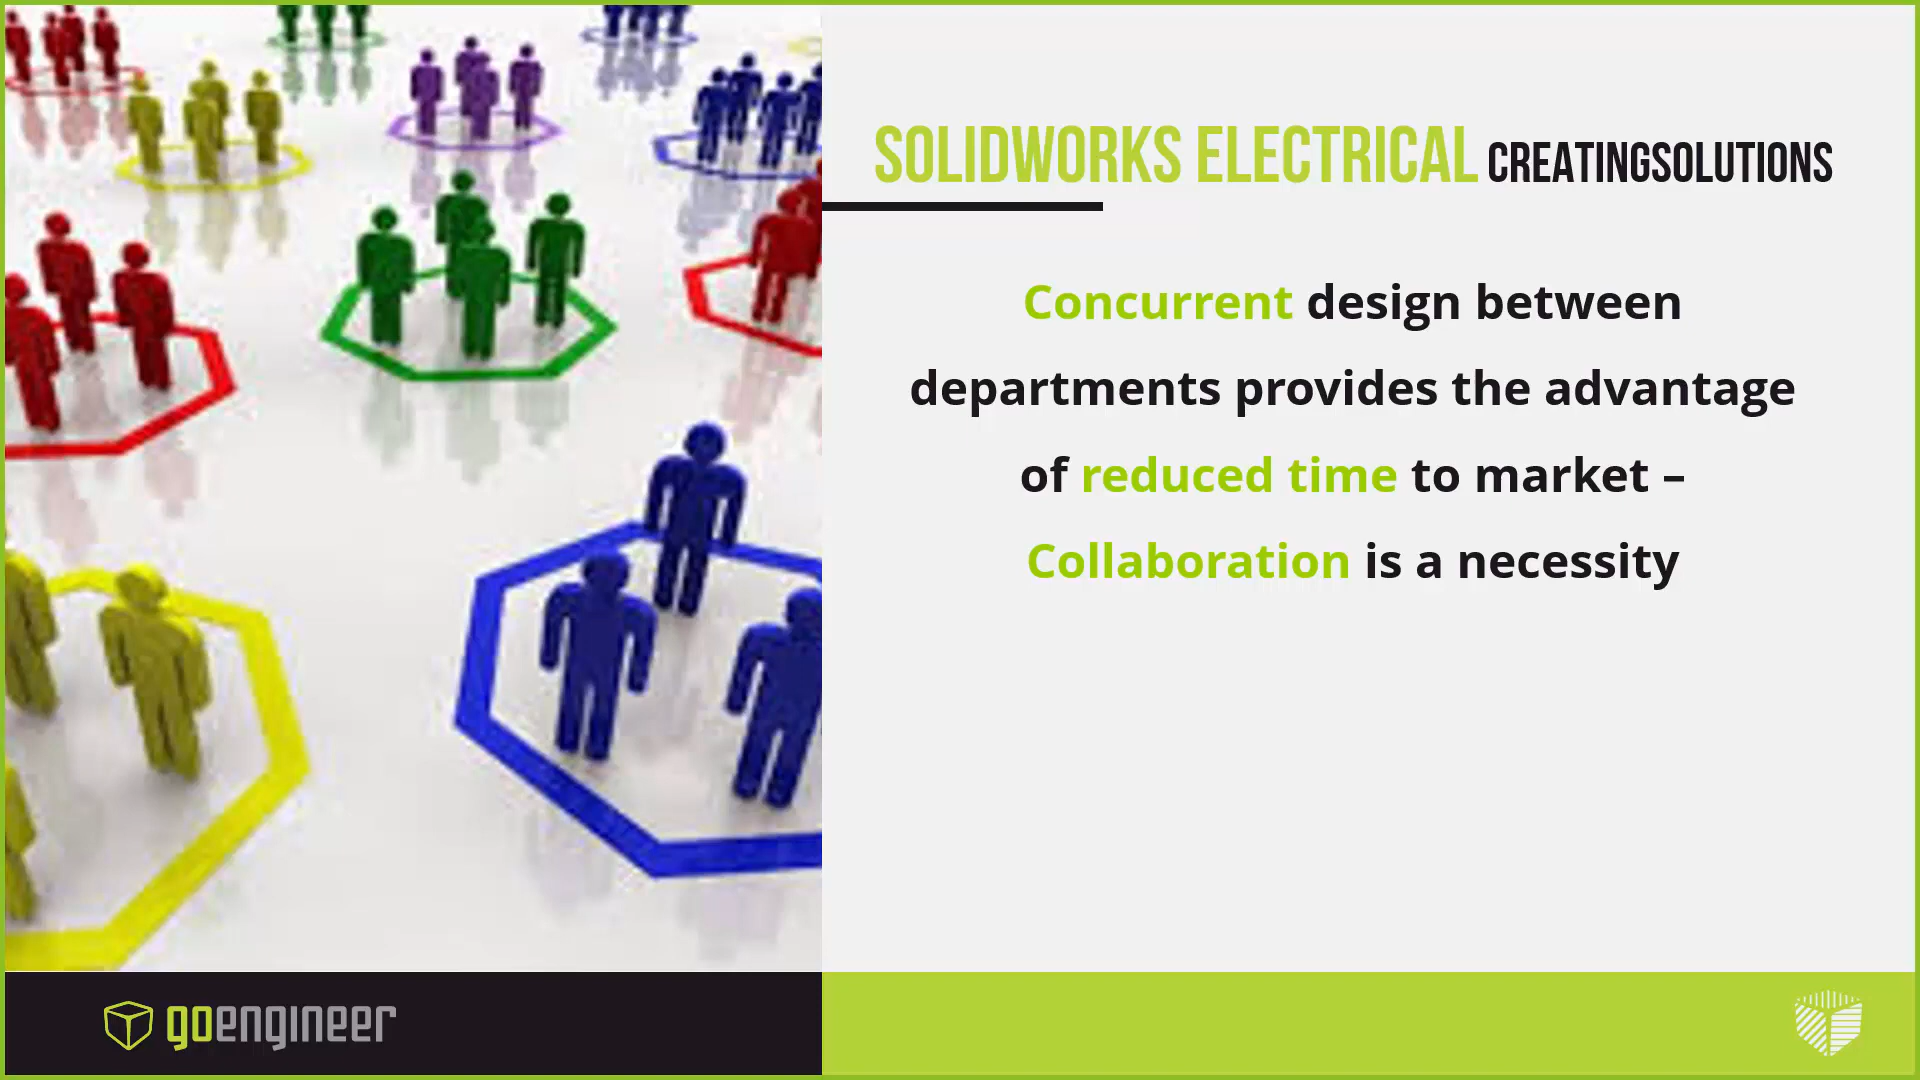 SOLIDWORKS ELECTRICAL CREATINGSOLUTIONS
Concurrent design between
departments provides the advantage
of reduced time to market –
Collaboration is a necessity
goengineer